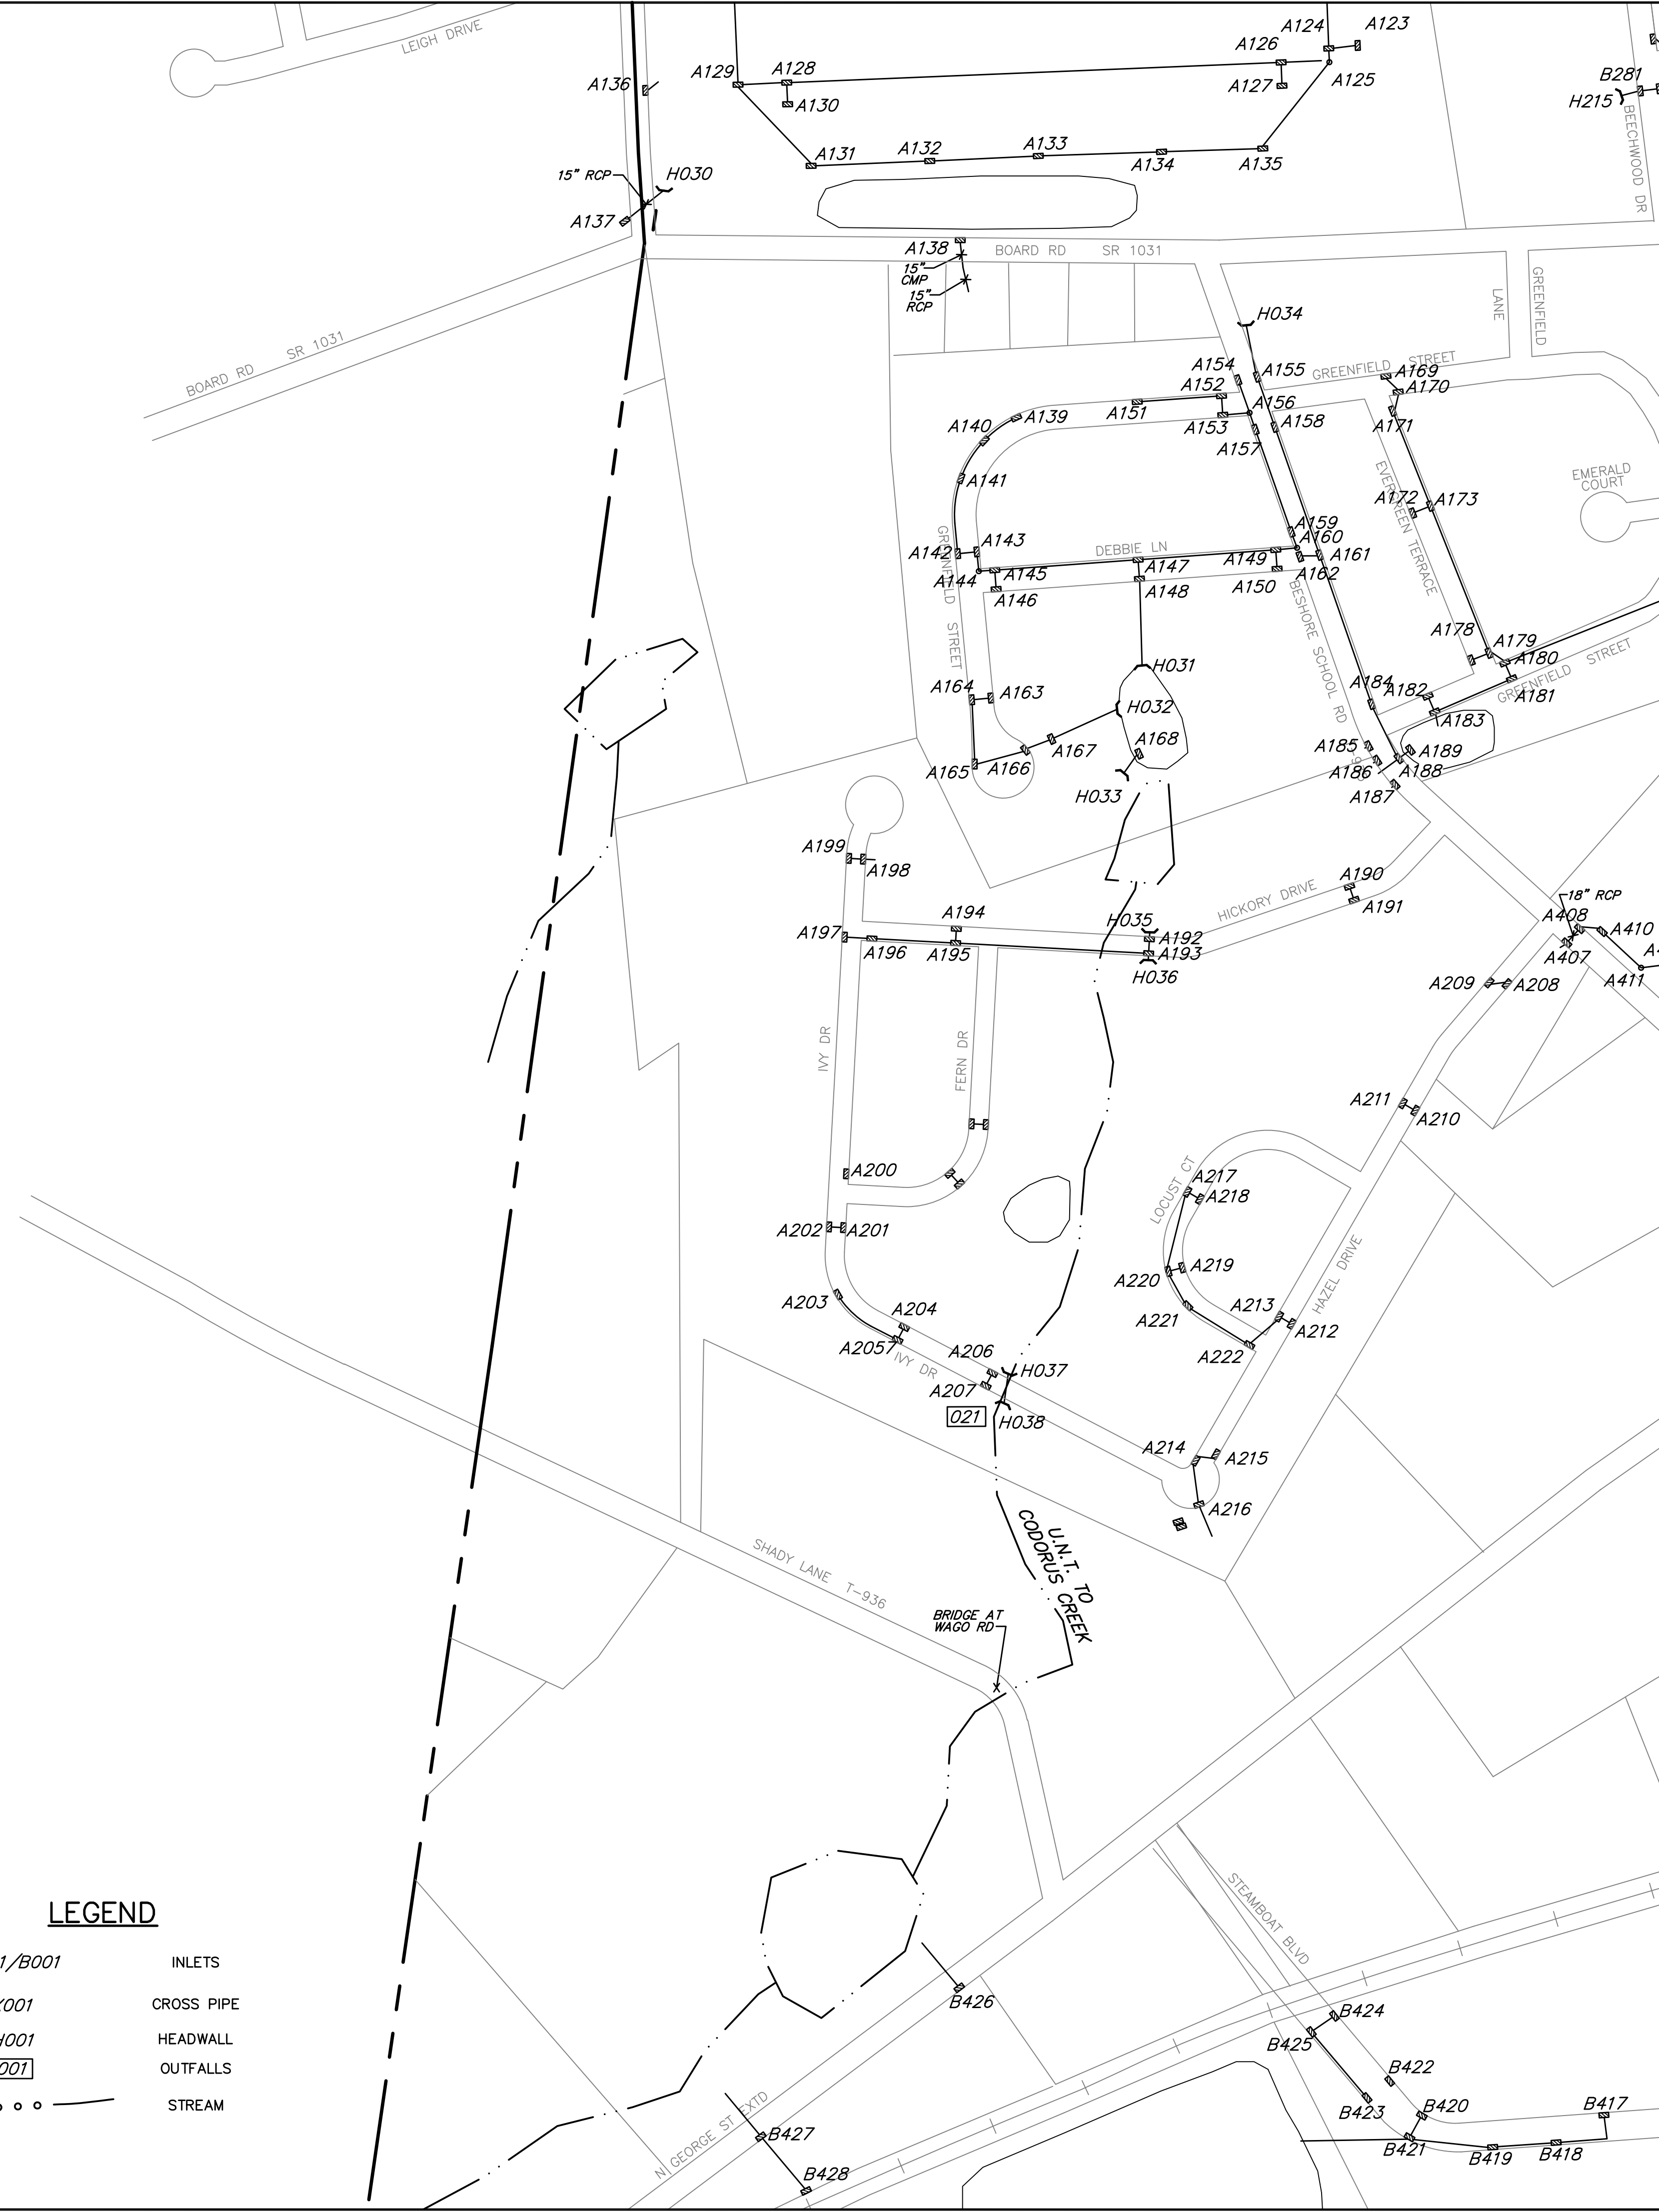 LEIGH DRIVE
A124
A123
A126
A129
A128
A136
A127
A125
A130
B281
H215
BEECHWOOD DR
A131
A132
A133
A134
A135
15" RCP
H030
A137
A138
BOARD RD SR 1031
15"
CMP
15"
RCP
LANE
GREENFIELD
H034
BOARD RD SR 1031
GREENFIELD STREET
A154
A155
A169
A152
A170
A151
A156
A153
A158
A171
A157
A139
A140
A141
EMERALD
COURT
EVERGREEN TERRACE
A172
A173
A159
A160
A142
A143
DEBBIE LN
A149
A161
A144
A145
A147
A162
A146
A148
A150
GREENFIELD STREET
BESHORE SCHOOL RD
A178
A179
A180
H031
A164
A163
A184
A182
A181
GREENFIELD STREET
H032
A183
A167
A168
A185
A189
A165
A166
A186
A188
H033
A187
A199
A198
A190
HICKORY DRIVE
A191
18" RCP
A194
H035
A408
A410
A197
A192
A196
A195
A193
A407
H036
A411
A209
A208
IVY DR
FERN DR
A211
A210
A200
LOCUST CT
A217
A218
A202
A201
HAZEL DRIVE
A219
A220
A203
A204
A213
A221
A212
A2057
A206
A222
IVY DR
H037
A207
021
H038
A214
A215
A216
U.N.T. TO
CODORUS CREEK
SHADY LANE T-936
BRIDGE AT
WAGO RD
STEAMBOAT BLVD
LEGEND
1/B001 INLETS
001 CROSS PIPE
001 HEADWALL
001 OUTFALLS
STREAM
B426
B424
B425
B422
B423
B420
B417
N GEORGE ST EXTD
B427
B421
B419
B418
B428